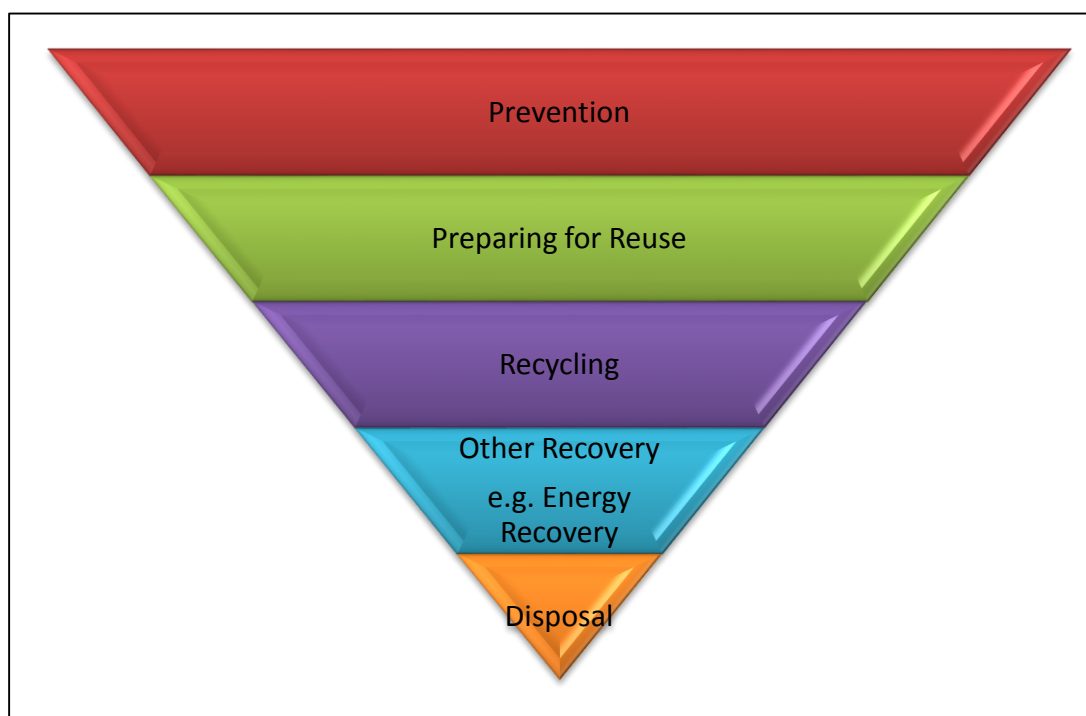 Prevention
Preparing for Reuse
Recycling
Other Recovery
e.g. Energy
Recovery
Disposal